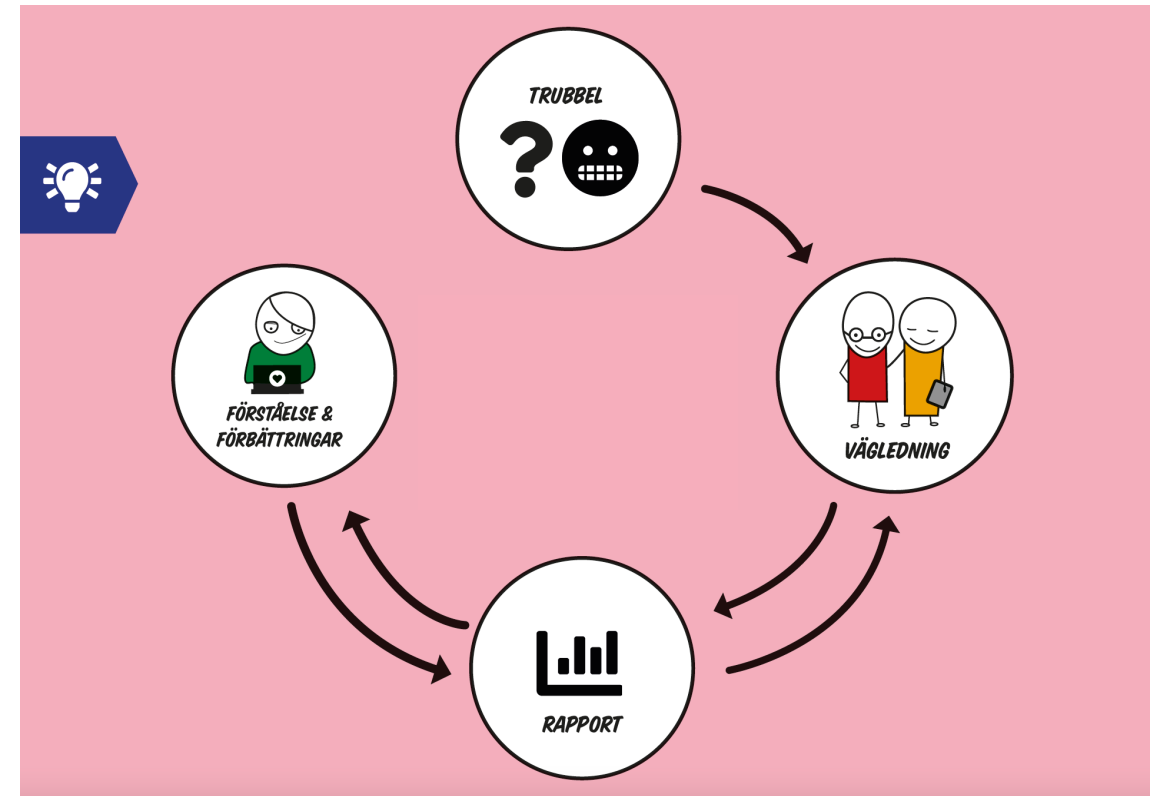 TRUBBEL
?
FÖRSTÅELSE &
FÖRBÄTTRINGAR
VÄGLEDNING
RAPPORT